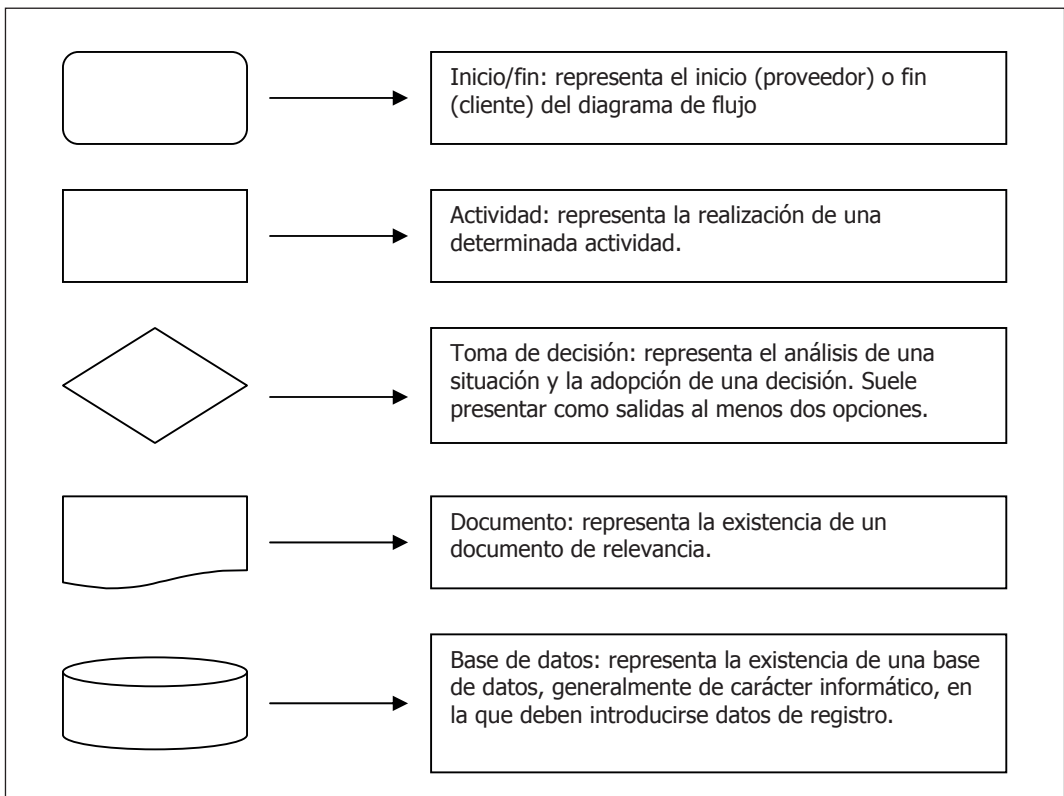 Inicio/fin: representa el inicio (proveedor) o fin
(cliente) del diagrama de flujo
Actividad: representa la realización de una
determinada actividad.
Toma de decisión: representa el análisis de una
situación y la adopción de una decisión. Suele
presentar como salidas al menos dos opciones.
Documento: representa la existencia de un
documento de relevancia.
Base de datos: representa la existencia de una base
de datos, generalmente de carácter informático, en
la que deben introducirse datos de registro.